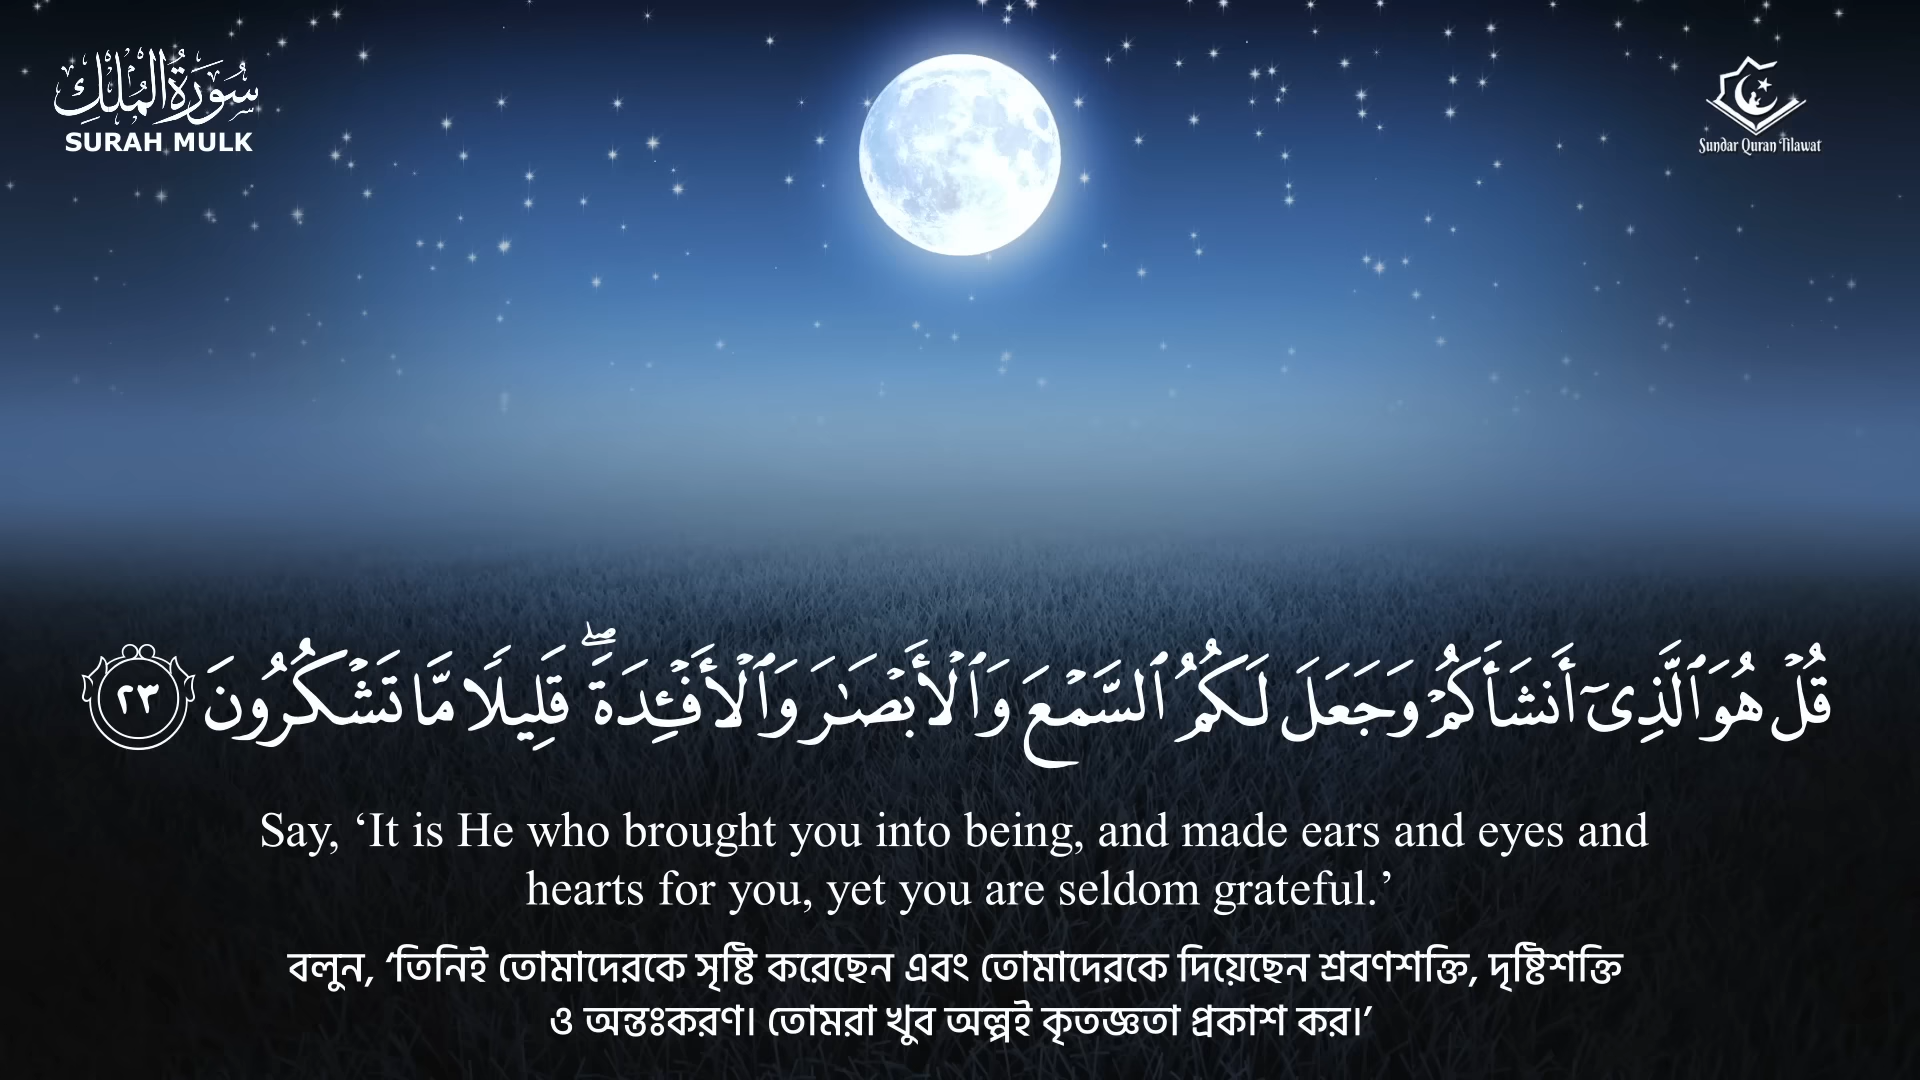 سُورَةُ الْمُلْكِ
SURAH MULK
Sundar Quran Tilawat
قُلۡ هُوَ ٱلَّذِىٓ أَنشَأَكُمۡ وَجَعَلَ لَكُمُ ٱلسَّمۡعَ وَٱلۡأَبۡصَـٰرَ وَٱلۡأَفۡـِٔدَةَۖ قَلِيلًا مَّا تَشۡكُرُونَ ٢٣
Say, ‘It is He who brought you into being, and made ears and eyes and
hearts for you, yet you are seldom grateful.’
বলুন, ‘তিনিই তোমাদেরকে সৃষ্টি করেছেন এবং তোমাদেরকে দিয়েছেন শ্রবণশক্তি, দৃষ্টিশক্তি
ও অন্তঃকরণ। তোমরা খুব অল্পই কৃতজ্ঞতা প্রকাশ কর।’